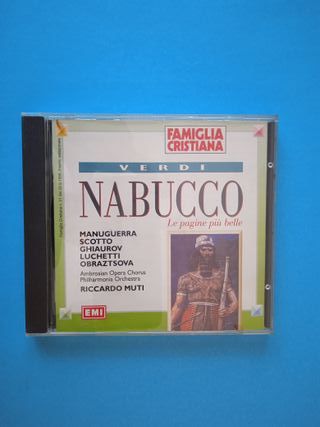 FAMIGLIA
CRISTIANA
VERDI
NABUCCO
Le pagine più belle
MANUGUERRA
SCOTTO
GHIAUROV
LUCHETTI
OBRAZTSOVA
Ambrosian Opera Chorus
Philharmonia Orchestra
RICCARDO MUTI
EMI